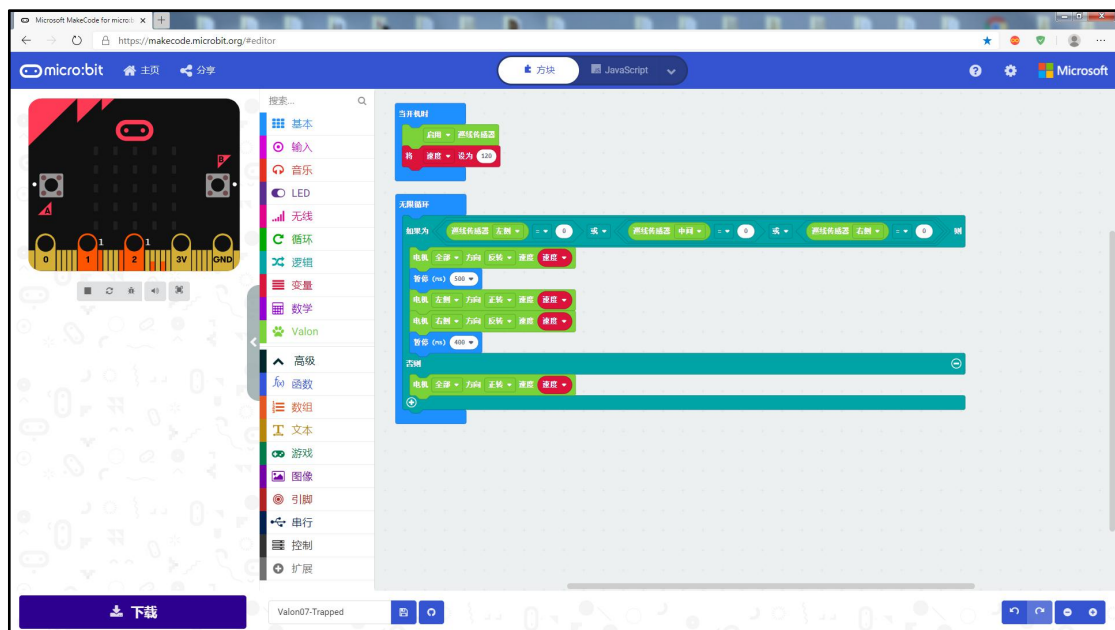 Microsoft MakeCode for micro:b
https://makecode.microbit.org/#editor
micro:bit 主页 分享 方块 JavaScript Microsoft
搜索...
基本
输入
音乐
LED
无线
循环
逻辑
变量
数学
Valon
高级
函数
数组
文本
游戏
图像
引脚
串行
控制
扩展
A
B
0 1 2 3V GND
1 1
当开机时
启用 巡线传感器
将 速度 设为 120
无限循环
如果为 巡线传感器 左侧 = 0 或 巡线传感器 中间 = 0 或 巡线传感器 右侧 = 0 则
电机 全部 方向 反转 速度 速度
暂停 (ms) 500
电机 左侧 方向 正转 速度 速度
电机 右侧 方向 反转 速度 速度
暂停 (ms) 400
否则
电机 全部 方向 正转 速度 速度
下载
Valon07-Trapped